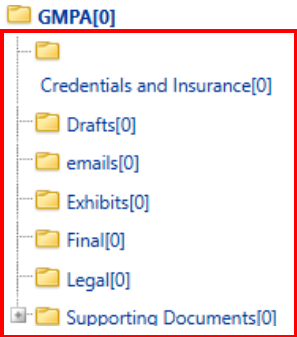 GMPA[0]
Credentials and Insurance[0]
Drafts[0]
emails[0]
Exhibits[0]
Final[0]
Legal[0]
Supporting Documents[0]